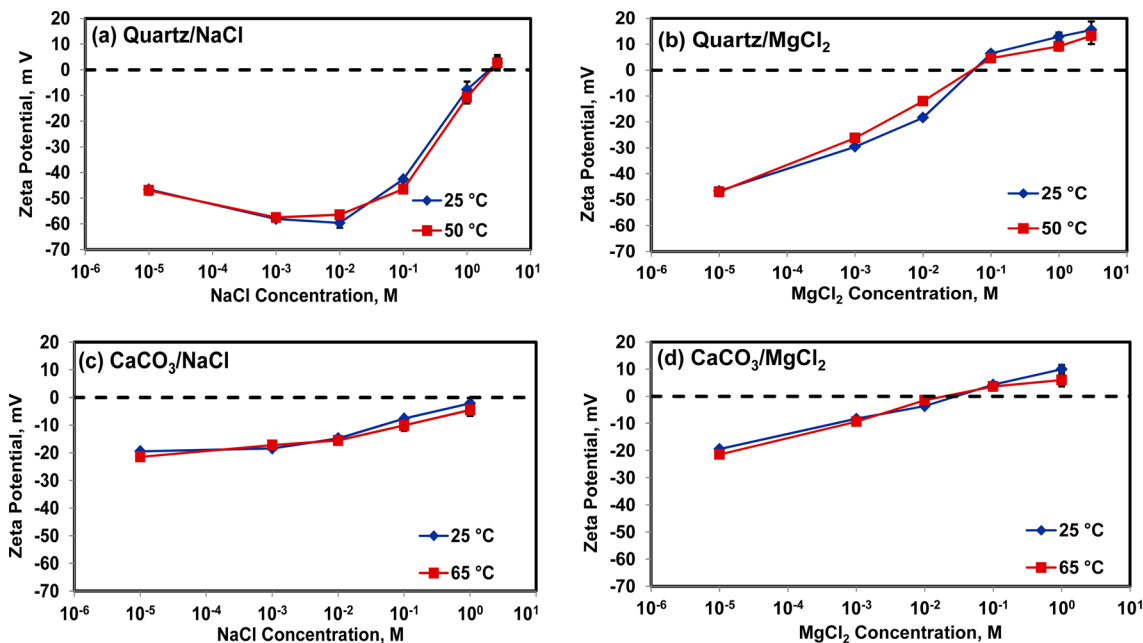 (a) Quartz/NaCl
Zeta Potential, m V
20
10
0
-10
-20
-30
-40
-50
-60
-70
25 °C
50 °C
10⁻⁶ 10⁻⁵ 10⁻⁴ 10⁻³ 10⁻² 10⁻¹ 10⁰ 10¹
NaCl Concentration, M
(b) Quartz/MgCl₂
Zeta Potential, mV
20
10
0
-10
-20
-30
-40
-50
-60
-70
25 °C
50 °C
10⁻⁶ 10⁻⁵ 10⁻⁴ 10⁻³ 10⁻² 10⁻¹ 10⁰ 10¹
MgCl₂ Concentration, M
(c) CaCO₃/NaCl
Zeta Potential, mV
20
10
0
-10
-20
-30
-40
-50
-60
-70
25 °C
65 °C
10⁻⁶ 10⁻⁵ 10⁻⁴ 10⁻³ 10⁻² 10⁻¹ 10⁰ 10¹
NaCl Concentration, M
(d) CaCO₃/MgCl₂
Zeta Potential, mV
20
10
0
-10
-20
-30
-40
-50
-60
-70
25 °C
65 °C
10⁻⁶ 10⁻⁵ 10⁻⁴ 10⁻³ 10⁻² 10⁻¹ 10⁰ 10¹
MgCl₂ Concentration, M